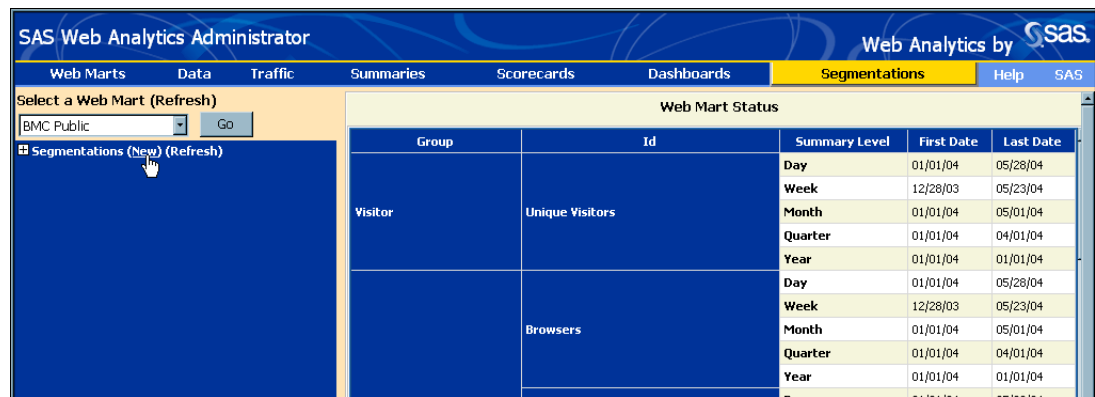 SAS Web Analytics Administrator
Web Analytics by sas.
Web Marts Data Traffic Summaries Scorecards Dashboards Segmentations Help SAS
Select a Web Mart (Refresh)
BMC Public Go
Segmentations (New) (Refresh)
Web Mart Status
Group Id Summary Level First Date Last Date
Visitor Unique Visitors
Day 01/01/04 05/28/04
Week 12/28/03 05/23/04
Month 01/01/04 05/01/04
Quarter 01/01/04 04/01/04
Year 01/01/04 01/01/04
Browsers
Day 01/01/04 05/28/04
Week 12/28/03 05/23/04
Month 01/01/04 05/01/04
Quarter 01/01/04 04/01/04
Year 01/01/04 01/01/04